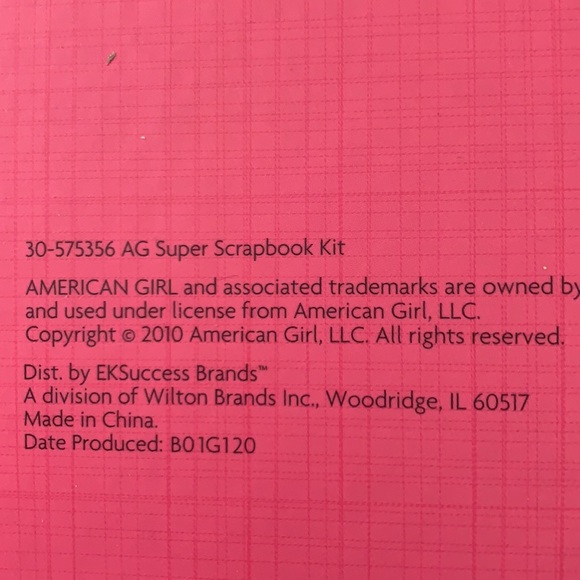 30-575356 AG Super Scrapbook Kit
AMERICAN GIRL and associated trademarks are owned by
and used under license from American Girl, LLC.
Copyright © 2010 American Girl, LLC. All rights reserved.
Dist. by EKSuccess Brands™
A division of Wilton Brands Inc., Woodridge, IL 60517
Made in China.
Date Produced: B01G120